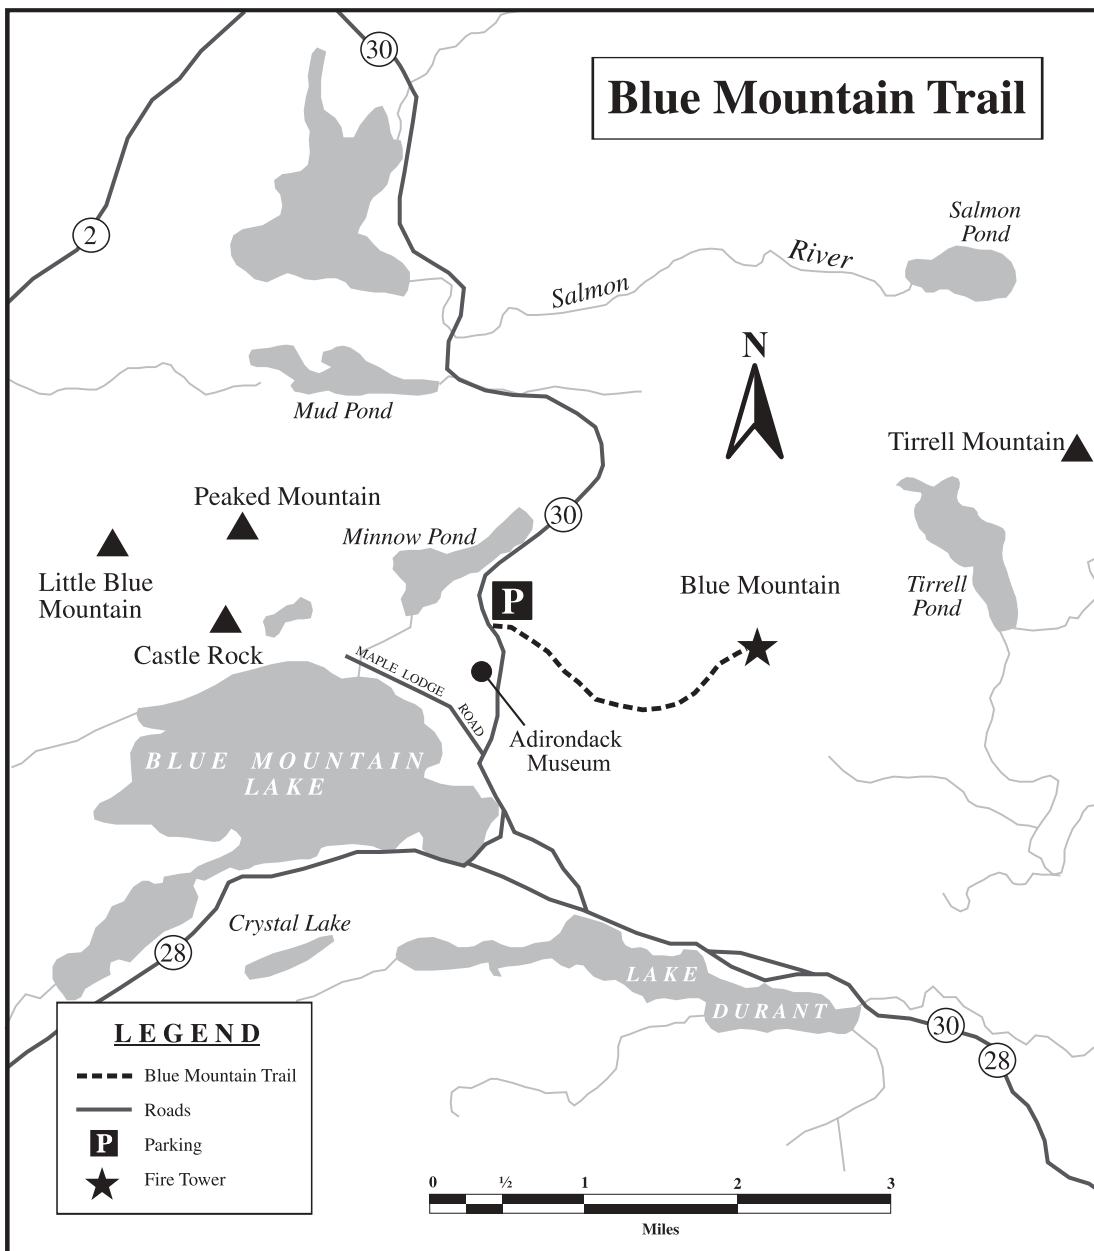 30
Blue Mountain Trail
2
Salmon
Pond
River
Salmon
N
Mud Pond
Tirrell Mountain
Peaked Mountain
30
Minnow Pond
Little Blue
Mountain
Blue Mountain
Tirrell
Pond
P
Castle Rock
MAPLE LODGE
ROAD
Adirondack
Museum
BLUE MOUNTAIN
LAKE
Crystal Lake
28
LAKE
DURANT
30
28
LEGEND
Blue Mountain Trail
Roads
P Parking
Fire Tower
0 ½ 1 2 3
Miles